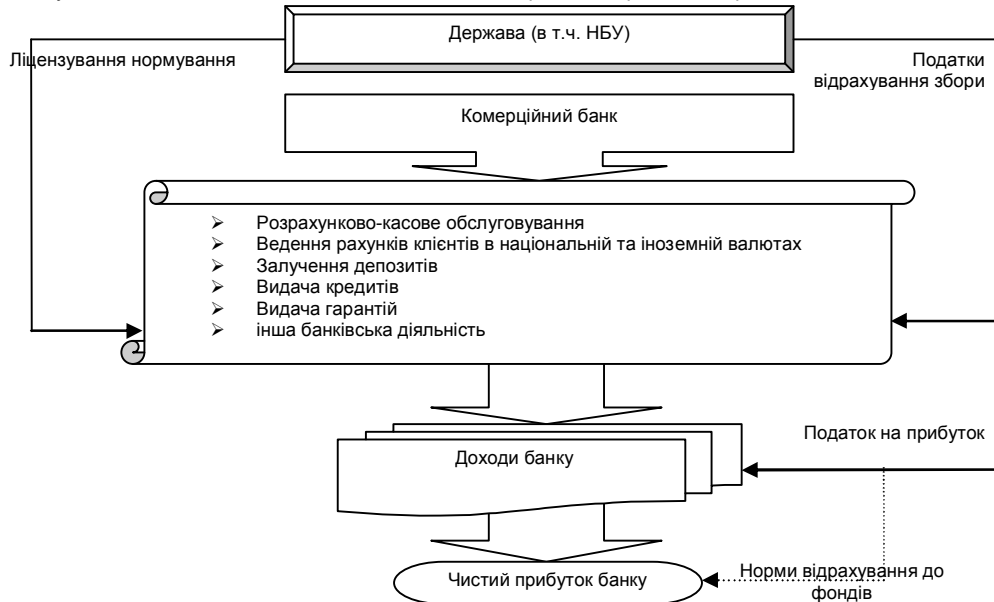 Держава (в т.ч. НБУ)
Ліцензування нормування
Податки
відрахування збори
Комерційний банк
Розрахунково-касове обслуговування
Ведення рахунків клієнтів в національній та іноземній валютах
Залучення депозитів
Видача кредитів
Видача гарантій
інша банківська діяльність
Податок на прибуток
Доходи банку
Чистий прибуток банку
Норми відрахування до
фондів